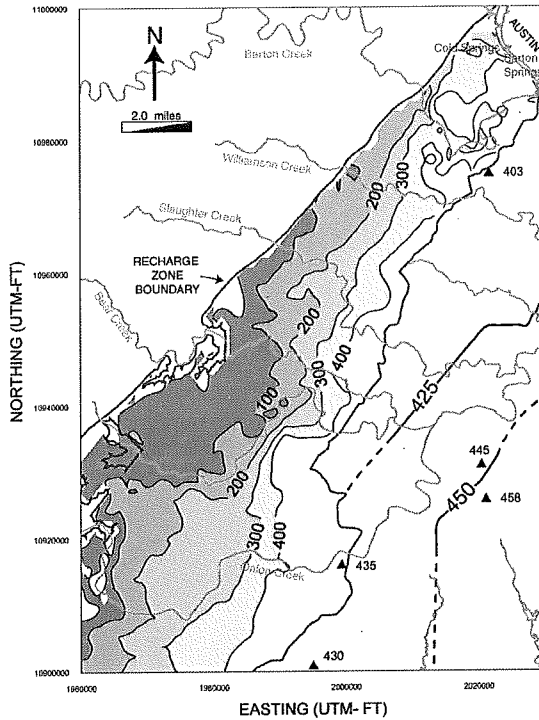 11000009
10980000
10960000
10940000
10920000
10900000
NORTHING (UTM-FT)
1960000
1980000
2000000
2020000
EASTING (UTM- FT)
N
2.0 miles
AUSTIN
Cold Springs
Barton
Springs
Barton Creek
Williamson Creek
Slaughter Creek
RECHARGE
ZONE
BOUNDARY
Bear Creek
Onion Creek
200
300
403
200
300
400
100
425
200
300
400
450
445
458
435
430